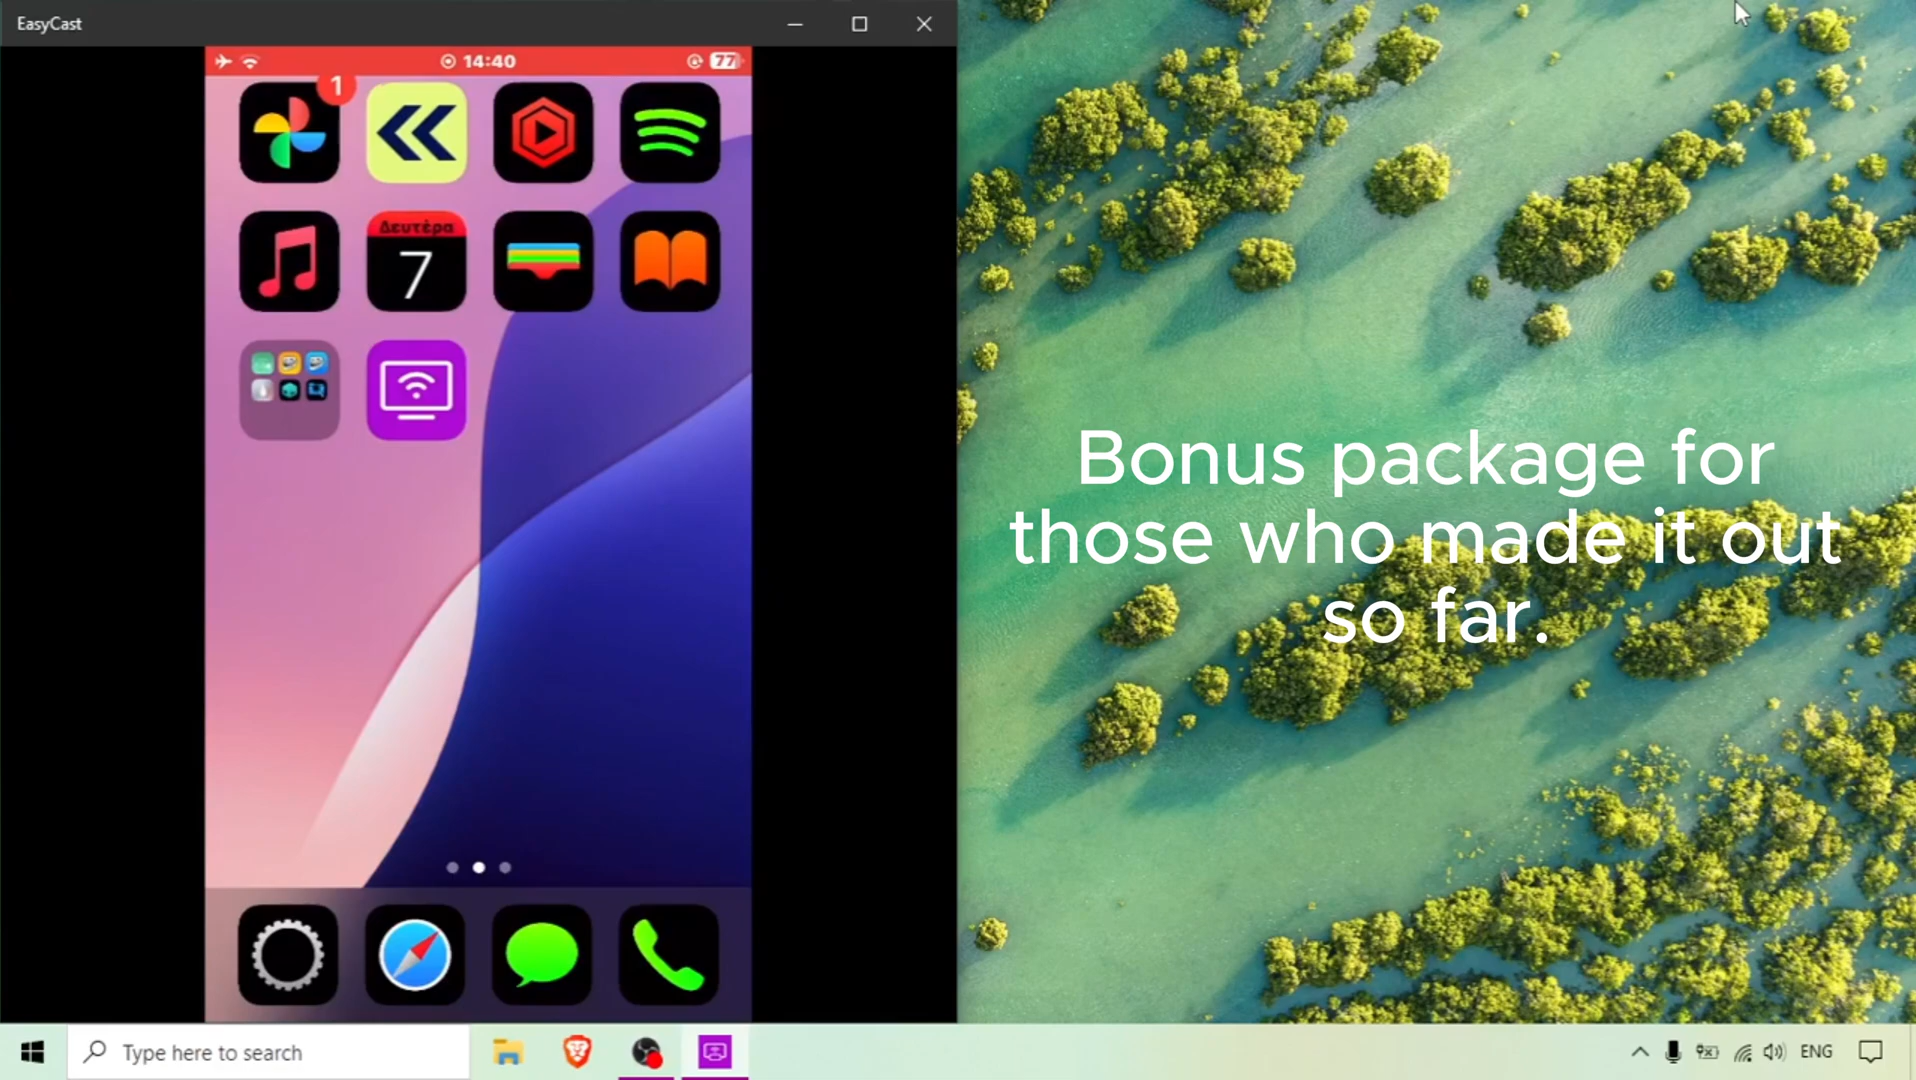 EasyCast
14:40
77
1
Δευτέρα
7
Bonus package for
those who made it out
so far.
Type here to search
ENG